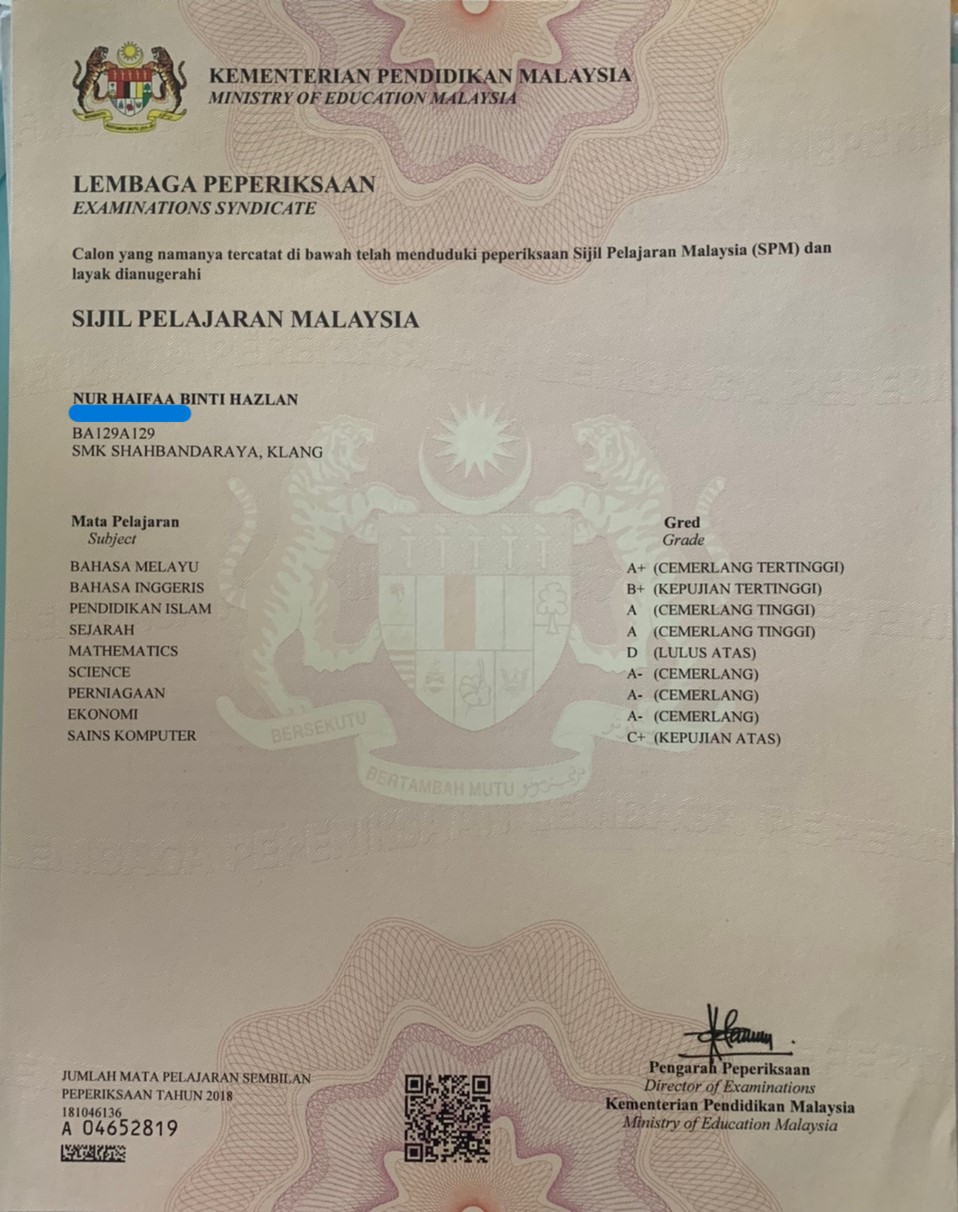 KEMENTERIAN PENDIDIKAN MALAYSIA
MINISTRY OF EDUCATION MALAYSIA
LEMBAGA PEPERIKSAAN
EXAMINATIONS SYNDICATE
Calon yang namanya tercatat di bawah telah menduduki peperiksaan Sijil Pelajaran Malaysia (SPM) dan
layak dianugerahi
SIJIL PELAJARAN MALAYSIA
NUR HAIFAA BINTI HAZLAN
BA129A129
SMK SHAHBANDARAYA, KLANG
Mata Pelajaran Gred
Subject Grade
BAHASA MELAYU A+ (CEMERLANG TERTINGGI)
BAHASA INGGERIS B+ (KEPUJIAN TERTINGGI)
PENDIDIKAN ISLAM A (CEMERLANG TINGGI)
SEJARAH A (CEMERLANG TINGGI)
MATHEMATICS D (LULUS ATAS)
SCIENCE A- (CEMERLANG)
PERNIAGAAN A- (CEMERLANG)
EKONOMI A- (CEMERLANG)
SAINS KOMPUTER C+ (KEPUJIAN ATAS)
BERSEKUTU
BERTAMBAH MUTU
JUMLAH MATA PELAJARAN SEMBILAN
PEPERIKSAAN TAHUN 2018
181046136
A 04652819
Pengarah Peperiksaan
Director of Examinations
Kementerian Pendidikan Malaysia
Ministry of Education Malaysia